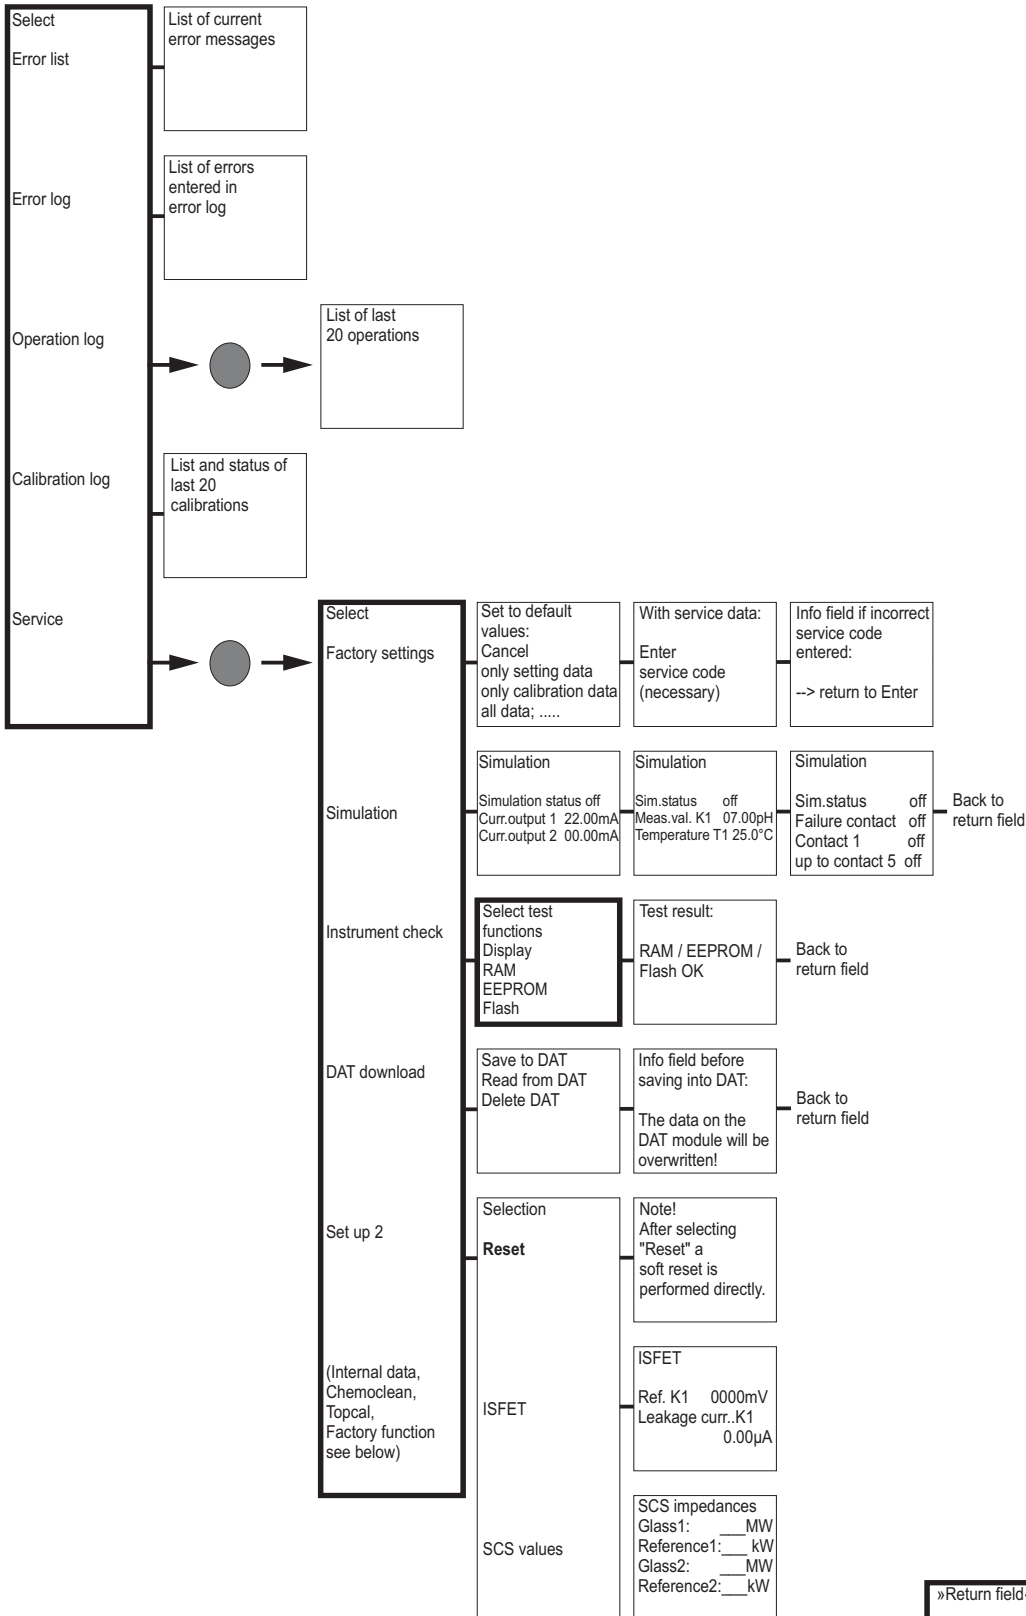 Select
Error list
Error log
Operation log
Calibration log
Service
List of current
error messages
List of errors
entered in
error log
List of last
20 operations
List and status of
last 20
calibrations
Select
Factory settings
Simulation
Instrument check
DAT download
Set up 2
(Internal data,
Chemoclean,
Topcal,
Factory function
see below)
Set to default
values:
Cancel
only setting data
only calibration data
all data; .....
With service data:
Enter
service code
(necessary)
Info field if incorrect
service code
entered:
--> return to Enter
Simulation
Simulation status off
Curr.output 1 22.00mA
Curr.output 2 00.00mA
Simulation
Sim.status off
Meas.val. K1 07.00pH
Temperature T1 25.0°C
Simulation
Sim.status off
Failure contact off
Contact 1 off
up to contact 5 off
Back to
return field
Select test
functions
Display
RAM
EEPROM
Flash
Test result:
RAM / EEPROM /
Flash OK
Back to
return field
Save to DAT
Read from DAT
Delete DAT
Info field before
saving into DAT:
The data on the
DAT module will be
overwritten!
Back to
return field
Selection
Reset
ISFET
SCS values
Note!
After selecting
"Reset" a
soft reset is
performed directly.
ISFET
Ref. K1 0000mV
Leakage curr..K1
0.00µA
SCS impedances
Glass1: ___MW
Reference1:___ kW
Glass2: ___MW
Reference2:___kW
»Return field